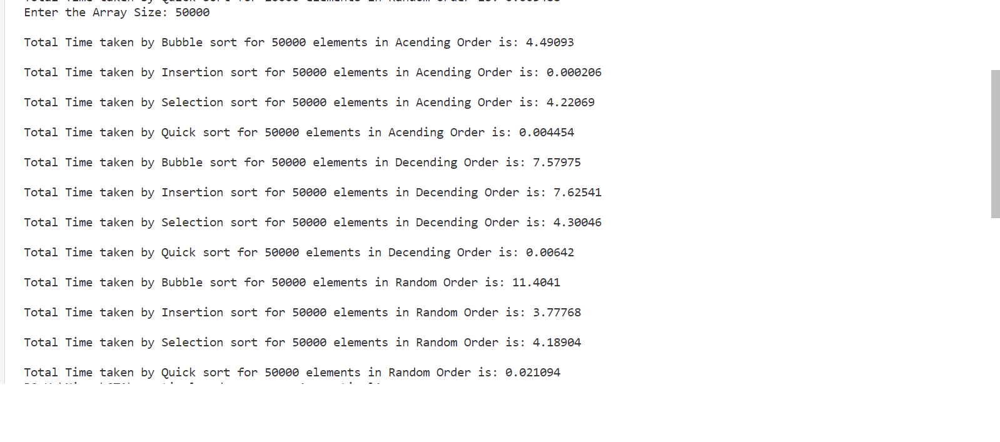 Enter the Array Size: 50000
Total Time taken by Bubble sort for 50000 elements in Acending Order is: 4.49093
Total Time taken by Insertion sort for 50000 elements in Acending Order is: 0.000206
Total Time taken by Selection sort for 50000 elements in Acending Order is: 4.22069
Total Time taken by Quick sort for 50000 elements in Acending Order is: 0.004454
Total Time taken by Bubble sort for 50000 elements in Decending Order is: 7.57975
Total Time taken by Insertion sort for 50000 elements in Decending Order is: 7.62541
Total Time taken by Selection sort for 50000 elements in Decending Order is: 4.30046
Total Time taken by Quick sort for 50000 elements in Decending Order is: 0.00642
Total Time taken by Bubble sort for 50000 elements in Random Order is: 11.4041
Total Time taken by Insertion sort for 50000 elements in Random Order is: 3.77768
Total Time taken by Selection sort for 50000 elements in Random Order is: 4.18904
Total Time taken by Quick sort for 50000 elements in Random Order is: 0.021094